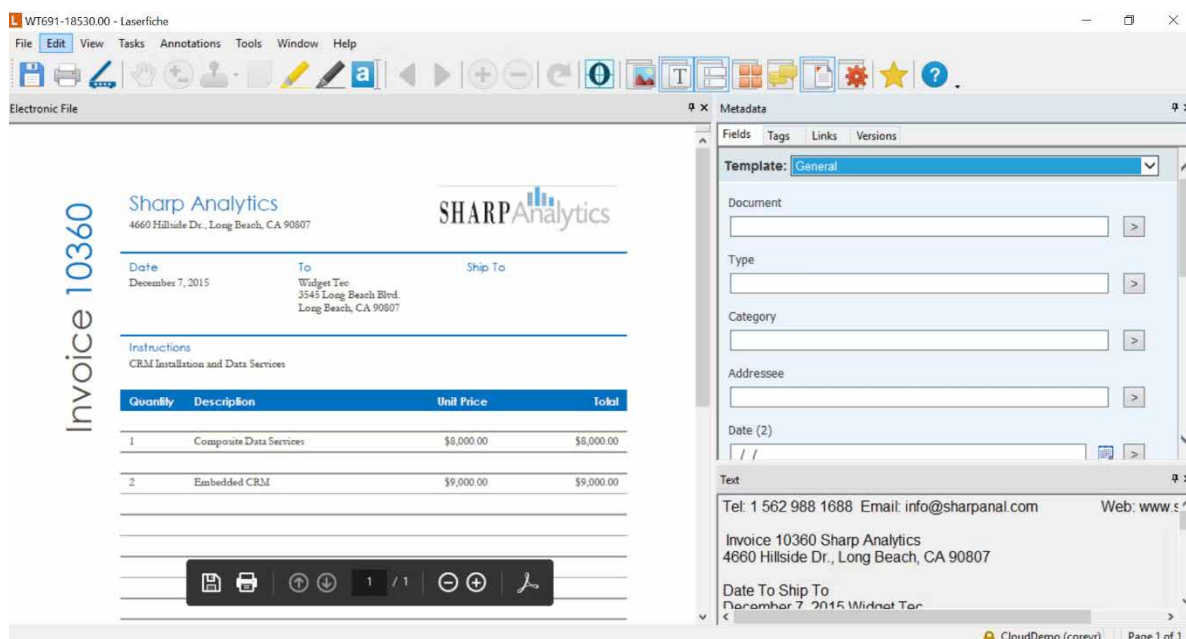 WT691-18530.00 - Laserfiche
File Edit View Tasks Annotations Tools Window Help
Electronic File
Invoice 10360
Sharp Analytics
4660 Hillside Dr., Long Beach, CA 90807
SHARP Analytics
Date To Ship To
December 7, 2015 Widget Tec
3545 Long Beach Blvd.
Long Beach, CA 90807
Instructions
CRM Installation and Data Services
Quantity Description Unit Price Total
1 Composite Data Services $8,000.00 $8,000.00
2 Embedded CRM $9,000.00 $9,000.00
1 / 1
Metadata
Fields Tags Links Versions
Template: General
Document
Type
Category
Addressee
Date (2)
/ /
Text
Tel: 1 562 988 1688 Email: info@sharpanal.com Web: www.s
Invoice 10360 Sharp Analytics
4660 Hillside Dr., Long Beach, CA 90807
Date To Ship To
December 7, 2015 Widget Tec
CloudDemo (coreyr) Page 1 of 1